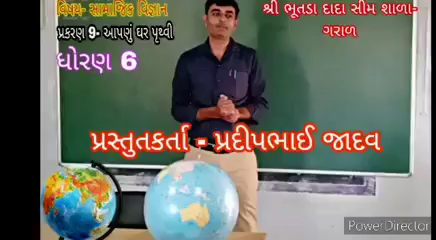 વિષય- સામાજિક વિજ્ઞાન
પ્રકરણ 9- આપણું ઘર પૃથ્વી
ધોરણ 6
શ્રી ભૂતડા દાદા સીમ શાળા-
ગરાળ
પ્રસ્તુતકર્તા - પ્રદીપભાઈ જાદવ
PowerDirector